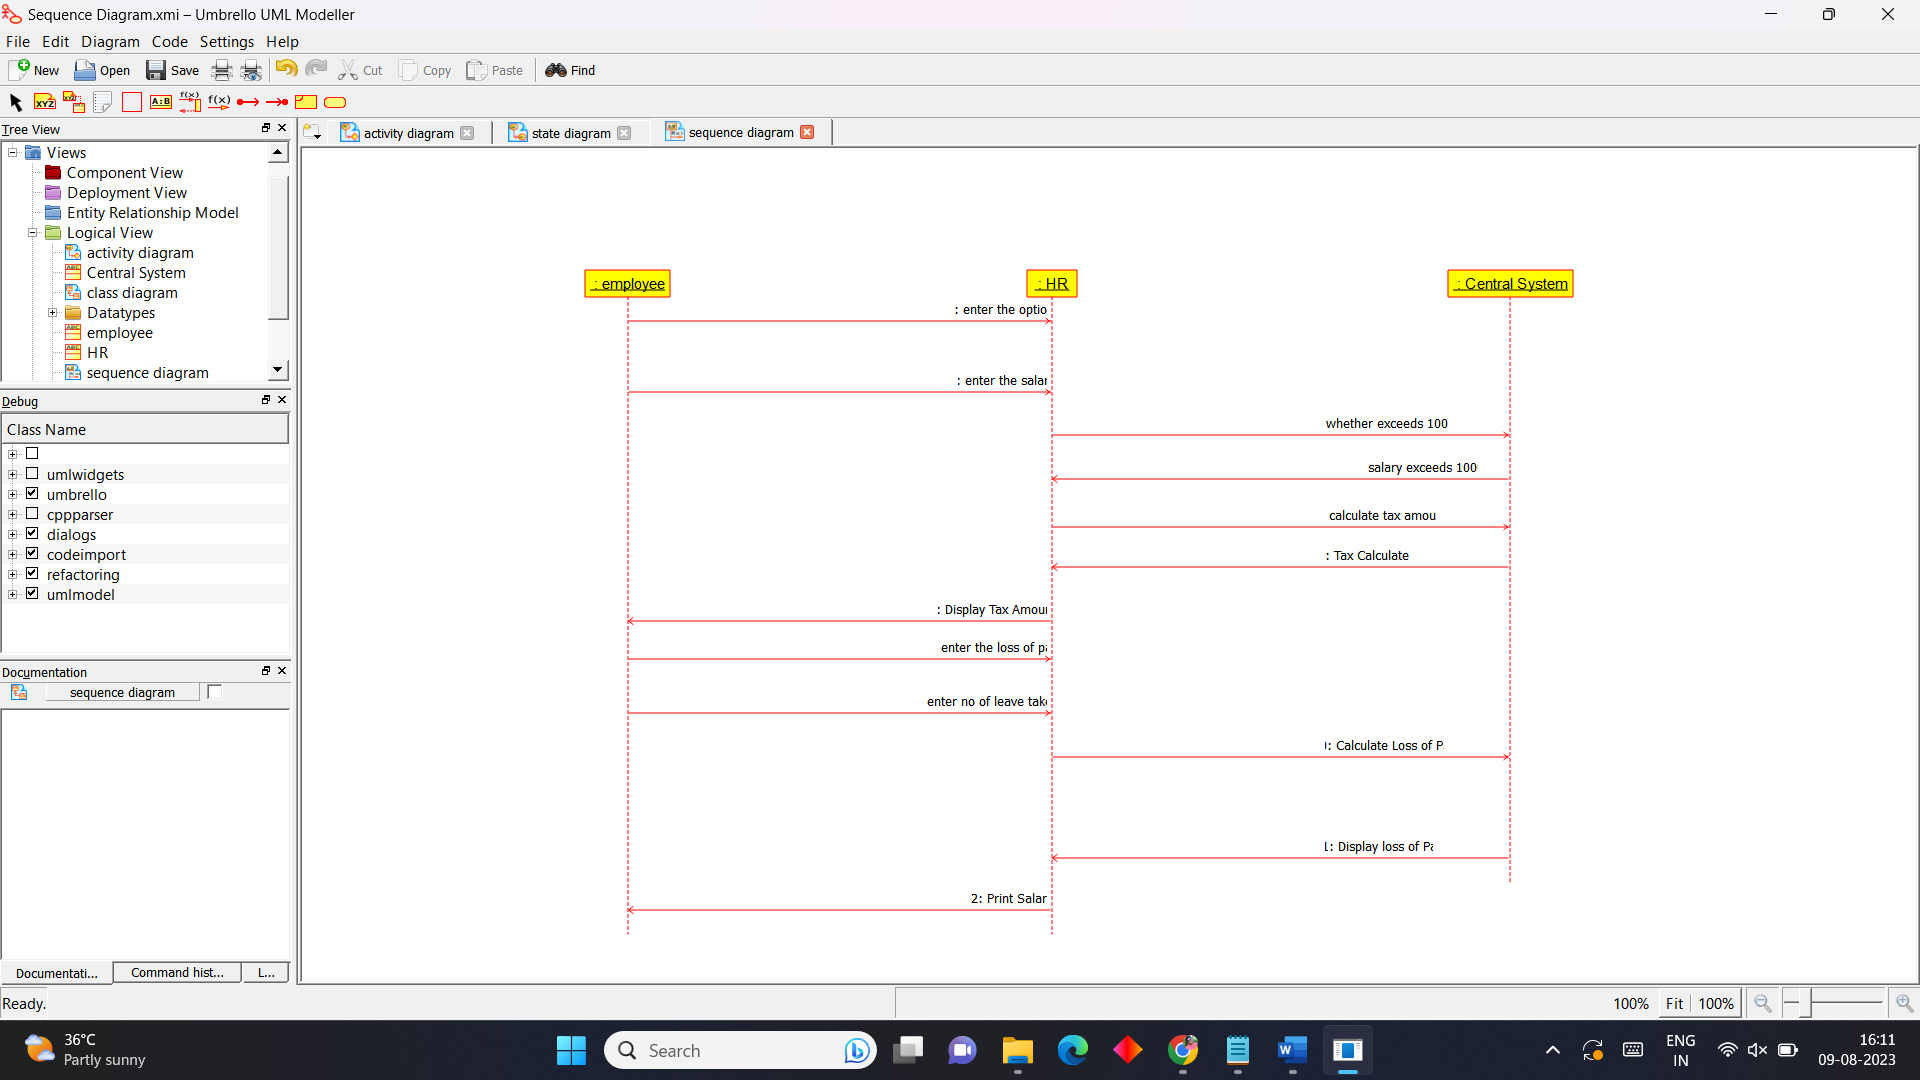 Sequence Diagram.xmi – Umbrello UML Modeller
File Edit Diagram Code Settings Help
New Open Save Cut Copy Paste Find
XYZ XYZ A:B f(x) f(x)
Tree View
Views
Component View
Deployment View
Entity Relationship Model
Logical View
activity diagram
Central System
class diagram
Datatypes
employee
HR
sequence diagram
Debug
Class Name
umlwidgets
umbrello
cppparser
dialogs
codeimport
refactoring
umlmodel
Documentation
sequence diagram
Documentati... Command hist... L...
activity diagram state diagram sequence diagram
: employee : HR : Central System
: enter the optio
: enter the salar
whether exceeds 100
salary exceeds 100
calculate tax amou
: Tax Calculate
: Display Tax Amou
enter the loss of pa
enter no of leave take
: Calculate Loss of P
1: Display loss of Pa
2: Print Salar
Ready. 100% Fit 100%
36°C
Partly sunny
Search
W
ENG
IN
16:11
09-08-2023